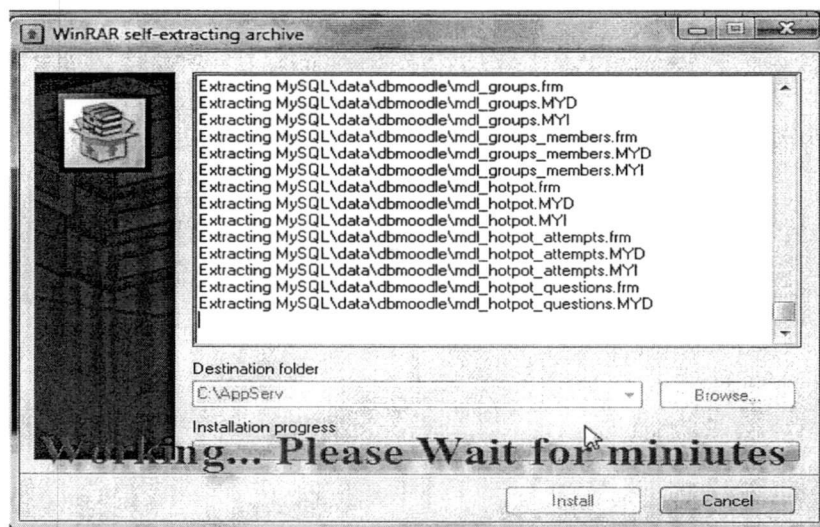 WinRAR self-extracting archive
Extracting MySQL\data\dbmoodle\mdl_groups.frm
Extracting MySQL\data\dbmoodle\mdl_groups.MYD
Extracting MySQL\data\dbmoodle\mdl_groups.MYI
Extracting MySQL\data\dbmoodle\mdl_groups_members.frm
Extracting MySQL\data\dbmoodle\mdl_groups_members.MYD
Extracting MySQL\data\dbmoodle\mdl_groups_members.MYI
Extracting MySQL\data\dbmoodle\mdl_hotpot.frm
Extracting MySQL\data\dbmoodle\mdl_hotpot.MYD
Extracting MySQL\data\dbmoodle\mdl_hotpot.MYI
Extracting MySQL\data\dbmoodle\mdl_hotpot_attempts.frm
Extracting MySQL\data\dbmoodle\mdl_hotpot_attempts.MYD
Extracting MySQL\data\dbmoodle\mdl_hotpot_attempts.MYI
Extracting MySQL\data\dbmoodle\mdl_hotpot_questions.frm
Extracting MySQL\data\dbmoodle\mdl_hotpot_questions.MYD
Destination folder
C:\AppServ
Browse...
Installation progress
Working... Please Wait for miniutes
Install
Cancel